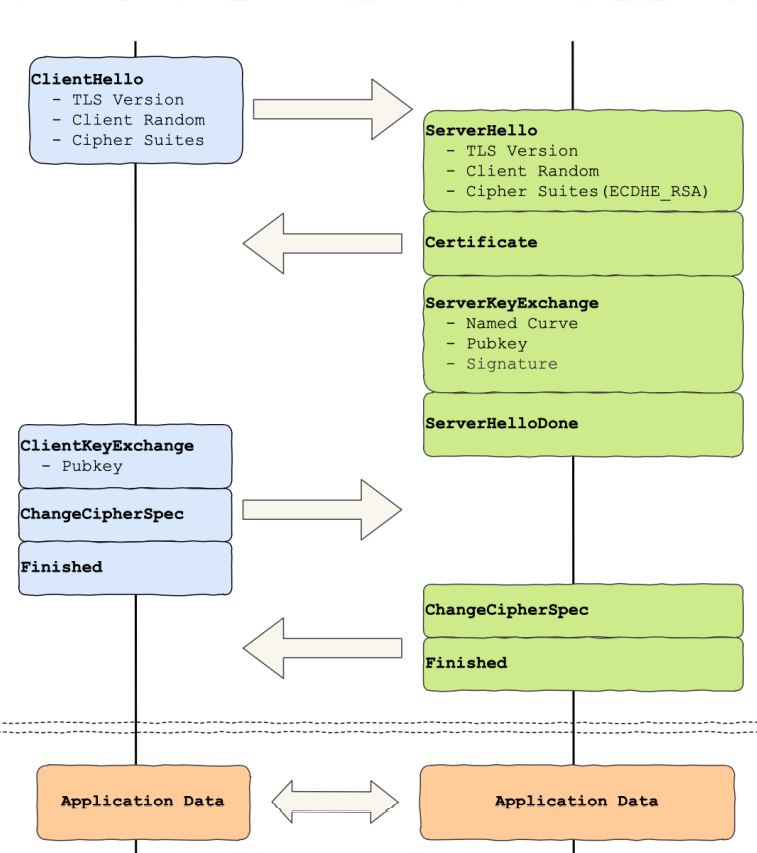 ClientHello
- TLS Version
- Client Random
- Cipher Suites
ServerHello
- TLS Version
- Client Random
- Cipher Suites(ECDHE_RSA)
Certificate
ServerKeyExchange
- Named Curve
- Pubkey
- Signature
ServerHelloDone
ClientKeyExchange
- Pubkey
ChangeCipherSpec
Finished
ChangeCipherSpec
Finished
Application Data
Application Data